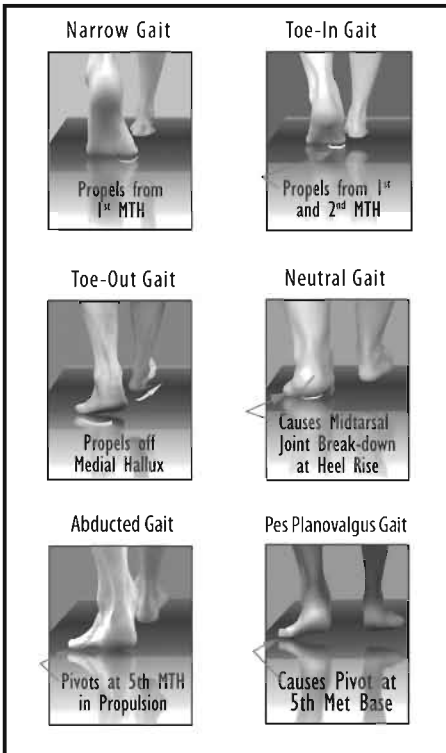 Narrow Gait
Propels from
1st MTH
Toe-In Gait
Propels from 1st
and 2nd MTH
Toe-Out Gait
Propels off
Medial Hallux
Neutral Gait
Causes Midtarsal
Joint Break-down
at Heel Rise
Abducted Gait
Pivots at 5th MTH
in Propulsion
Pes Planovalgus Gait
Causes Pivot at
5th Met Base